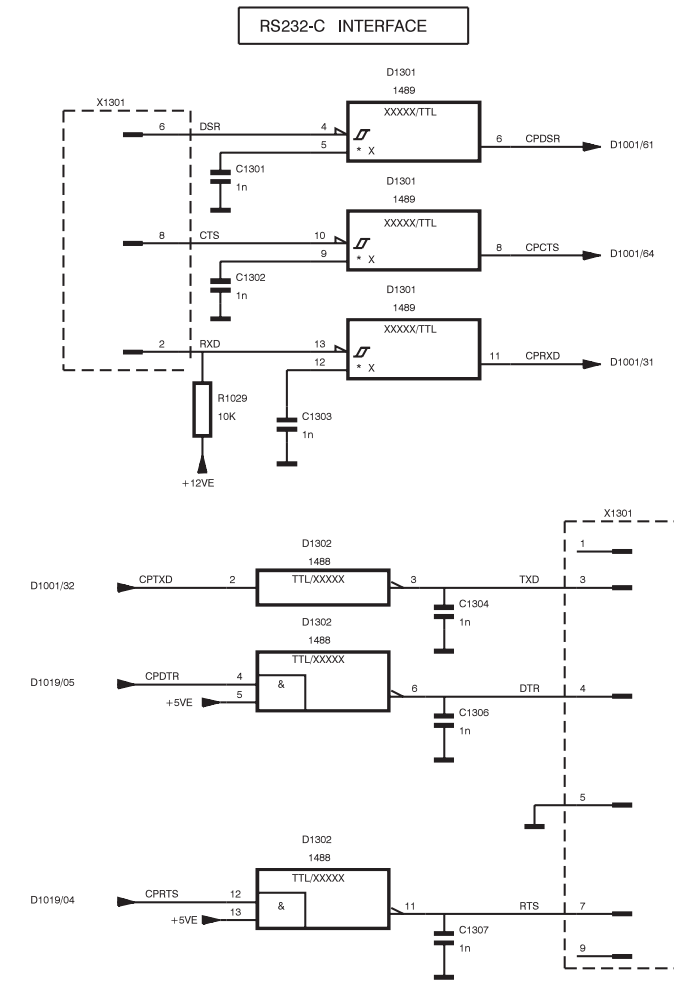 RS232-C INTERFACE
D1301
1489
X1301
XXXXX/TTL
6 DSR 4
* X
5
6 CPDSR D1001/61
C1301
1n
D1301
1489
XXXXX/TTL
8 CTS 10
* X
9
8 CPCTS D1001/64
C1302
1n
D1301
1489
XXXXX/TTL
2 RXD 13
* X
12
11 CPRXD D1001/31
R1029
10K
C1303
1n
+12VE
X1301
D1302
1488
1
D1001/32 CPTXD 2 TTL/XXXXX 3 TXD 3
C1304
1n
D1302
1488
TTL/XXXXX
D1019/05 CPDTR 4 &
+5VE 5
6 DTR 4
C1306
1n
5
D1302
1488
TTL/XXXXX
D1019/04 CPRTS 12 &
+5VE 13
11 RTS 7
C1307
1n
9